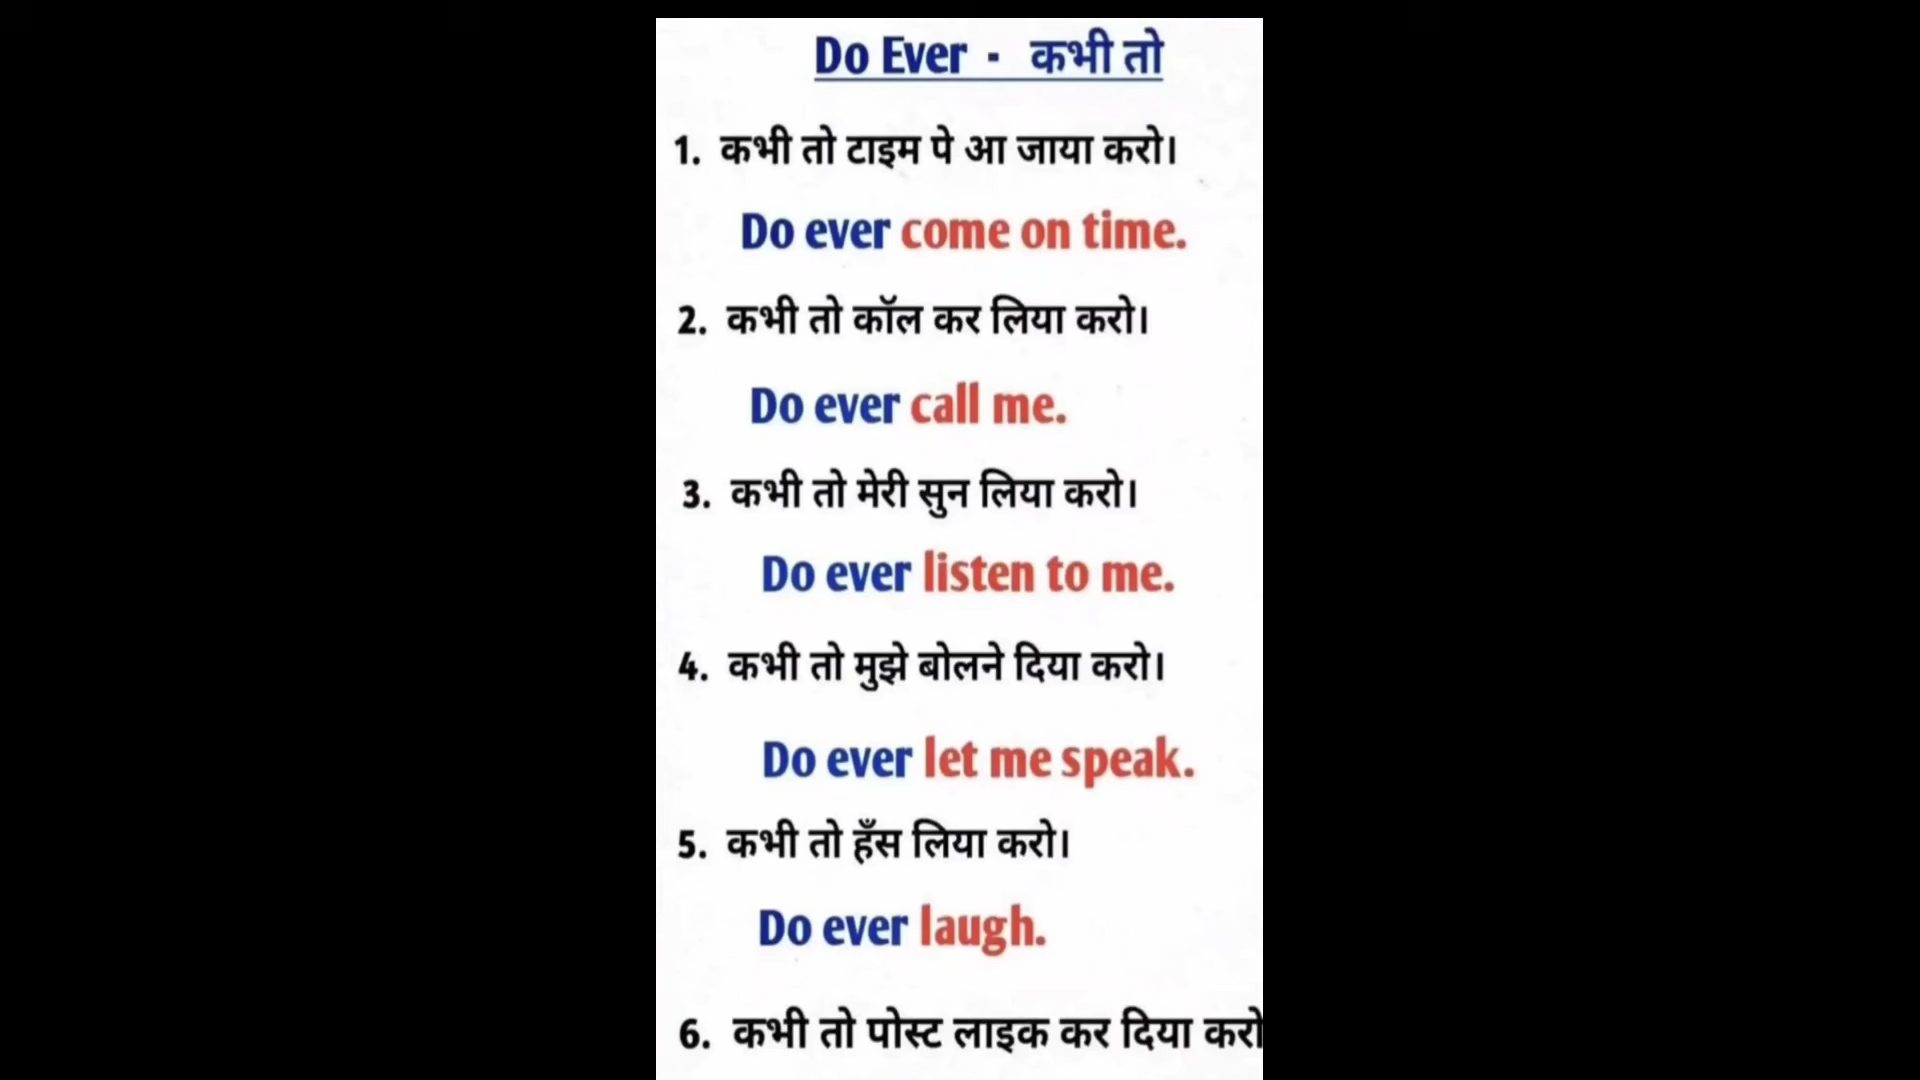 Do Ever - कभी तो
1. कभी तो टाइम पे आ जाया करो।
Do ever come on time.
2. कभी तो कॉल कर लिया करो।
Do ever call me.
3. कभी तो मेरी सुन लिया करो।
Do ever listen to me.
4. कभी तो मुझे बोलने दिया करो।
Do ever let me speak.
5. कभी तो हँस लिया करो।
Do ever laugh.
6. कभी तो पोस्ट लाइक कर दिया करो